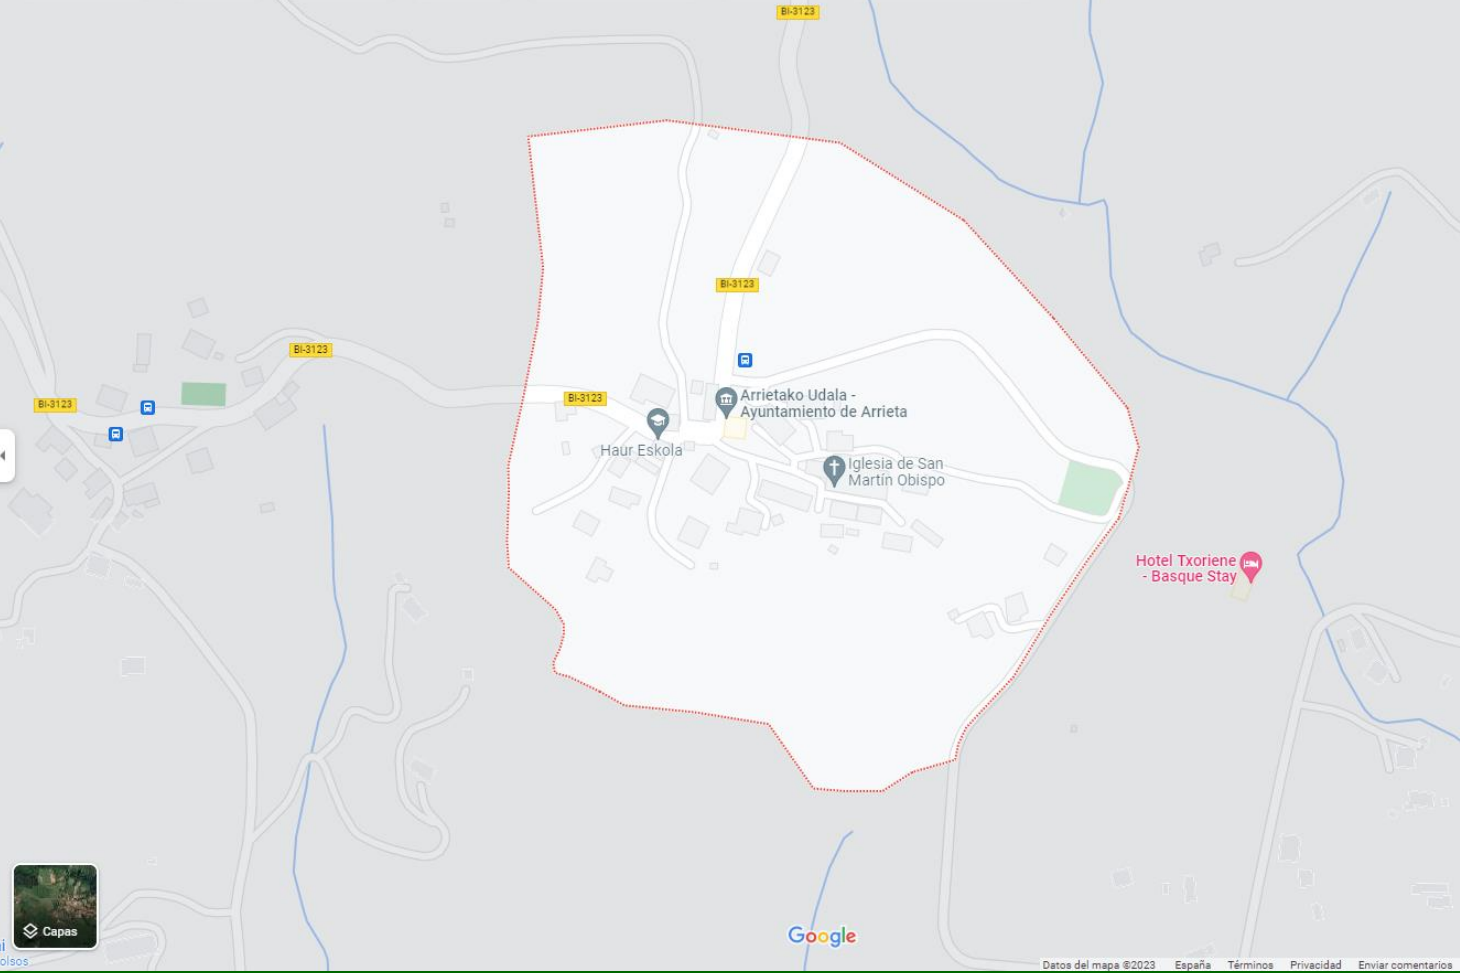 BI-3123
BI-3123
BI-3123
BI-3123
BI-3123
Arrietako Udala -
Ayuntamiento de Arrieta
Haur Eskola
Iglesia de San
Martín Obispo
Hotel Txoriene
- Basque Stay
Capas
olsos
Google
Datos del mapa ©2023 España Términos Privacidad Enviar comentarios